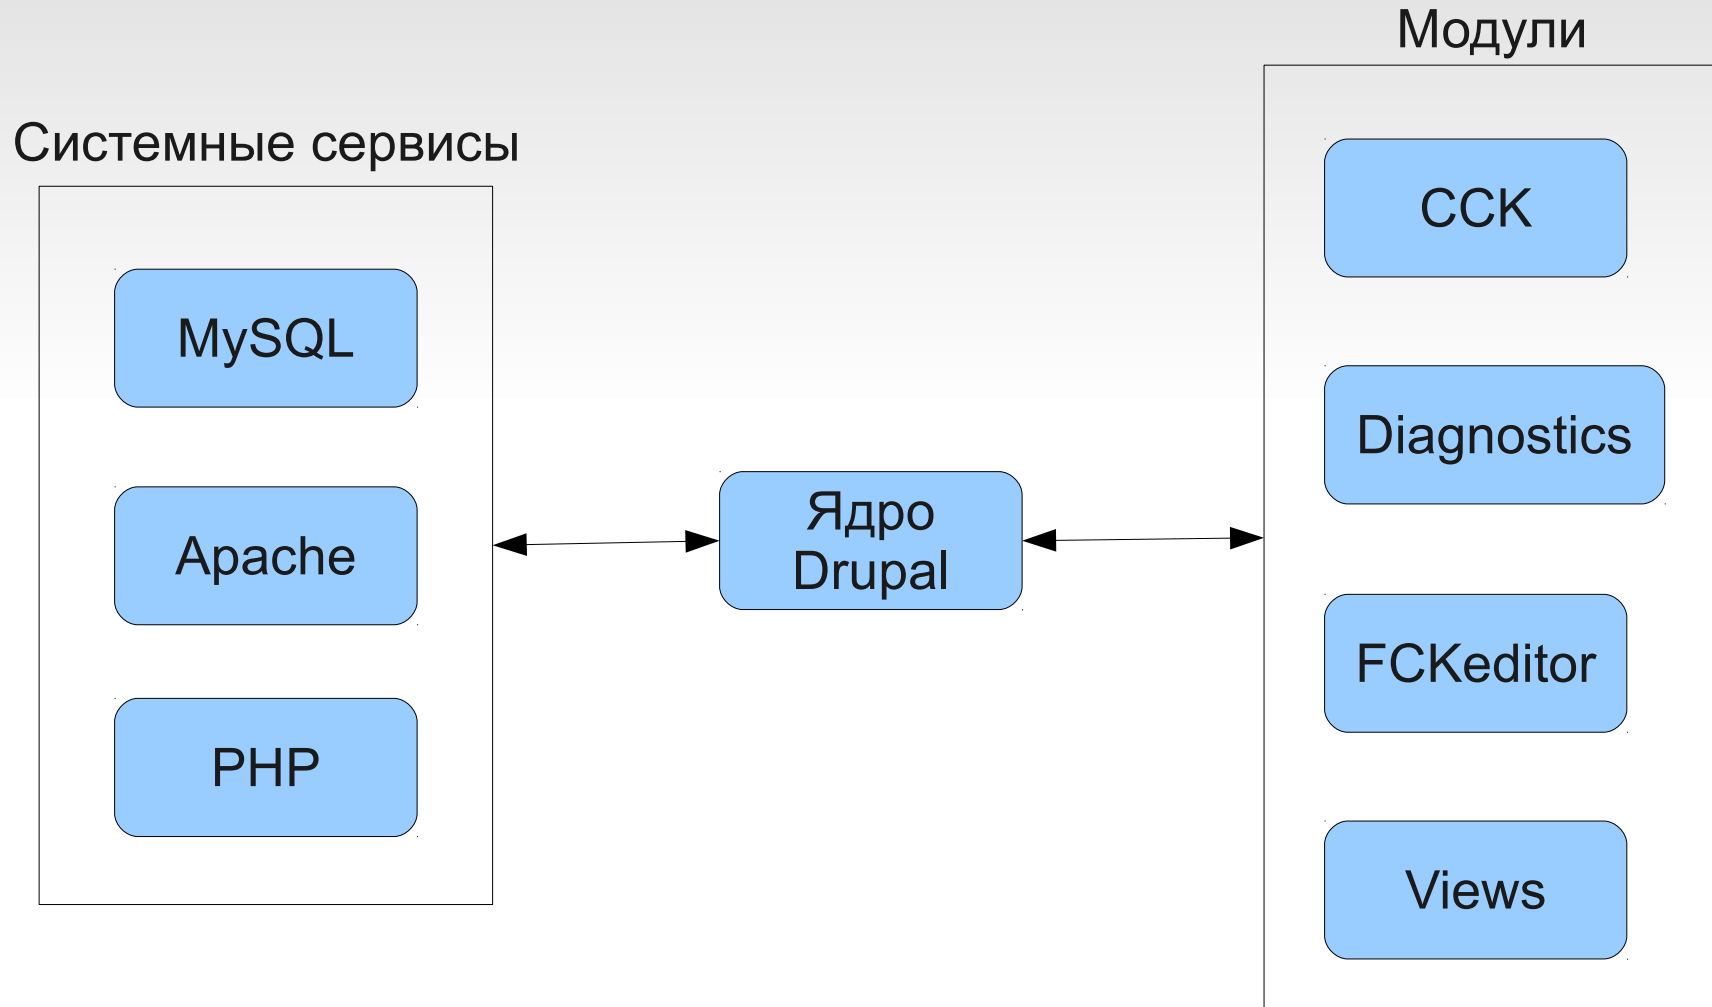 Модули
Системные сервисы
CCK
MySQL
Diagnostics
Ядро
Drupal
Apache
FCKeditor
PHP
Views